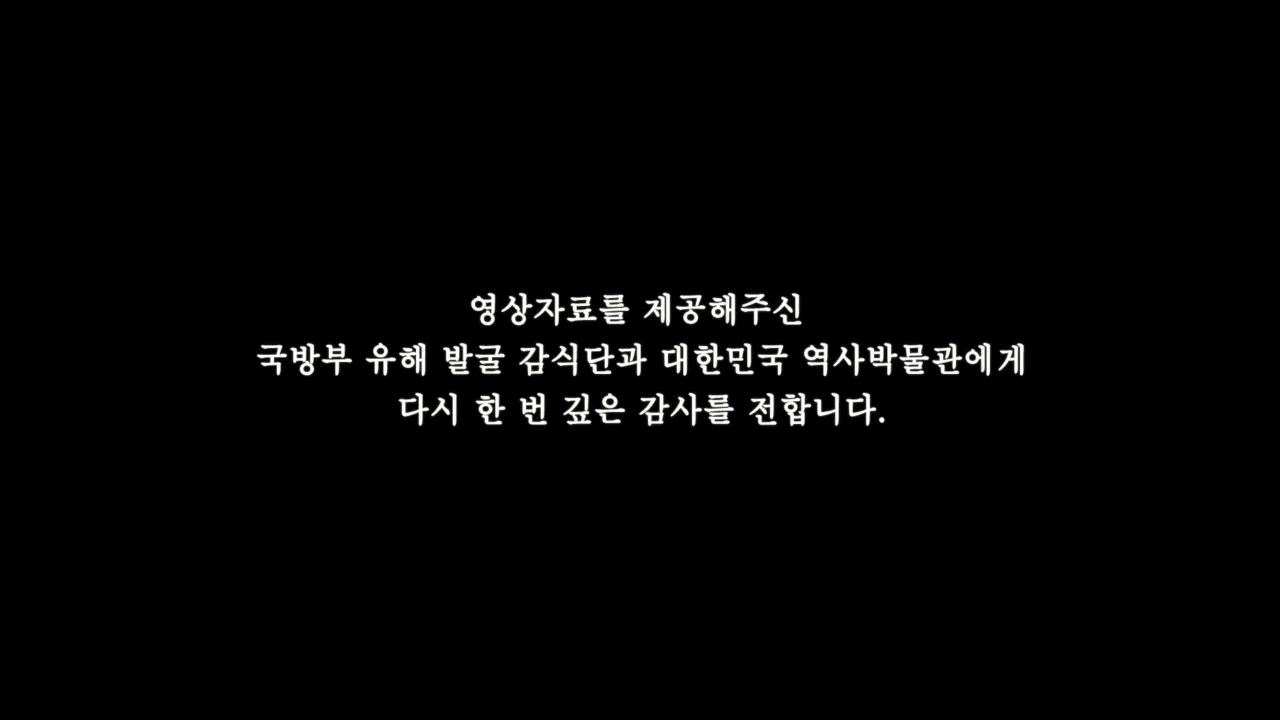 영상자료를 제공해주신
국방부 유해 발굴 감식단과 대한민국 역사박물관에게
다시 한 번 깊은 감사를 전합니다.